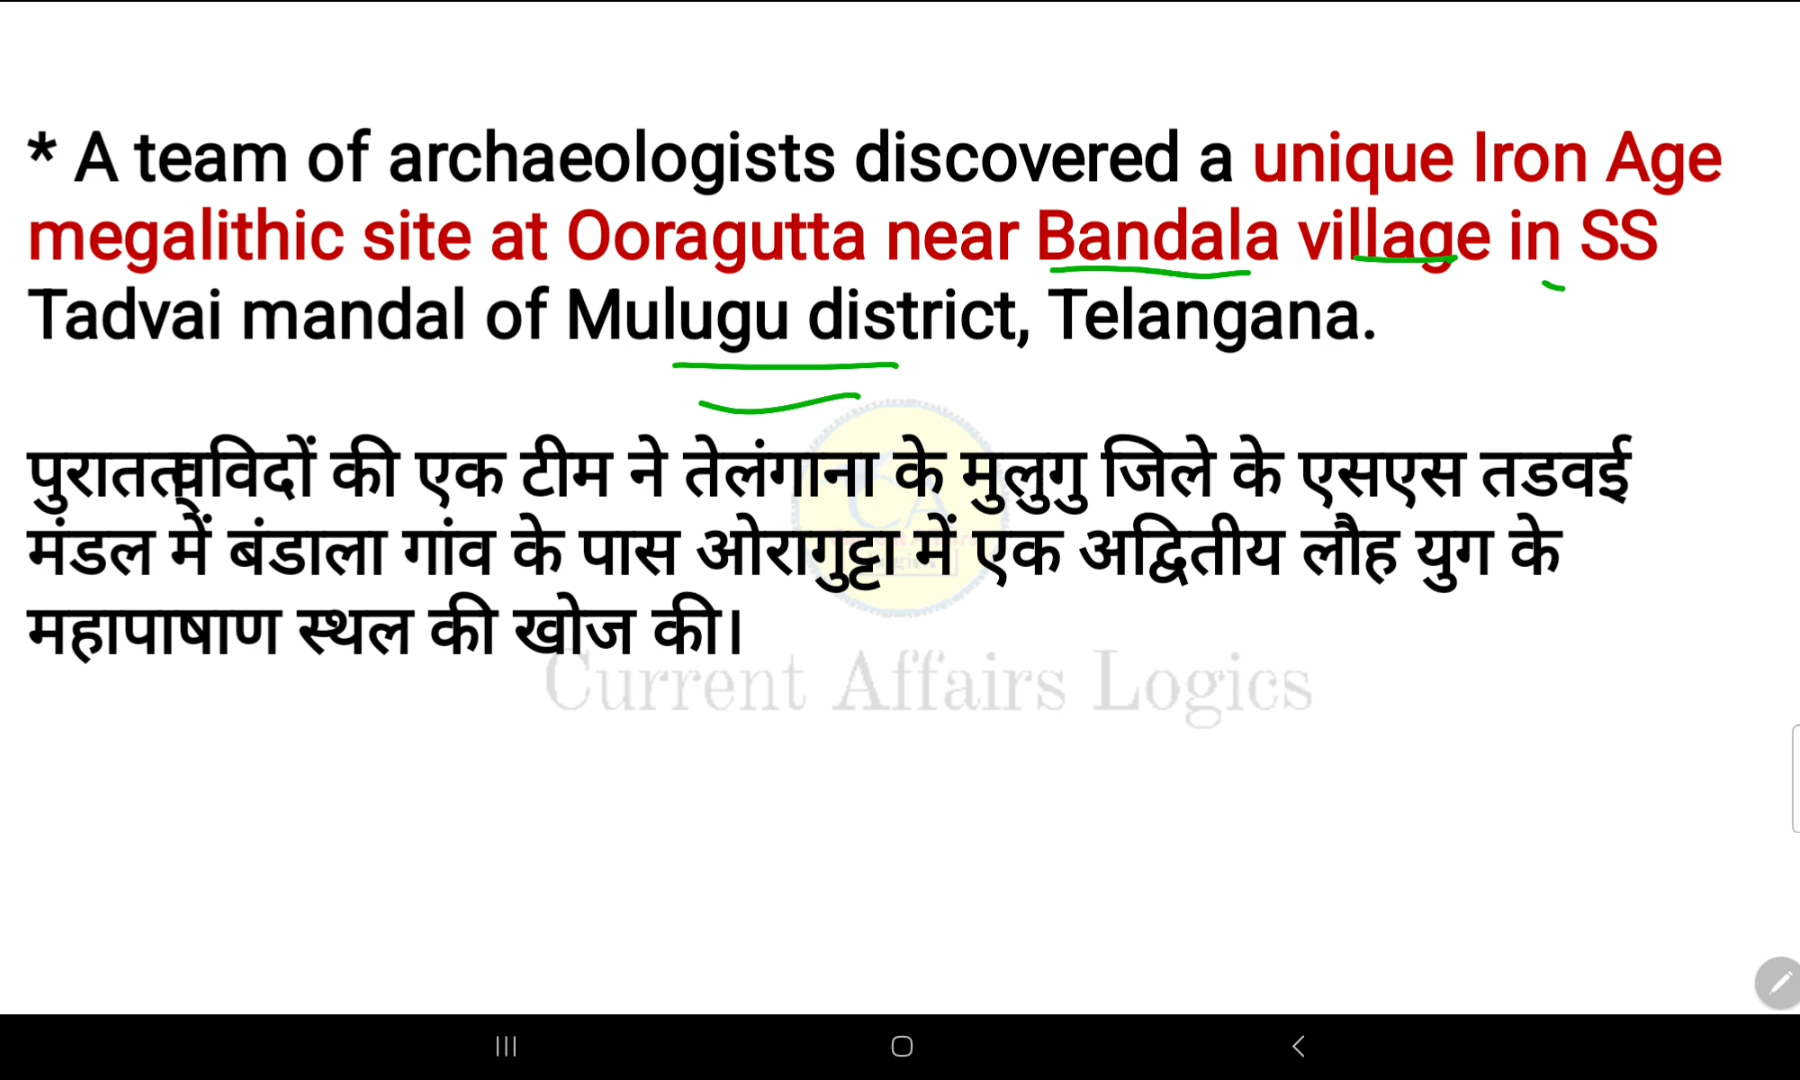 * A team of archaeologists discovered a unique Iron Age
megalithic site at Ooragutta near Bandala village in SS
Tadvai mandal of Mulugu district, Telangana.
पुरातत्वविदों की एक टीम ने तेलंगाना के मुलुगु जिले के एसएस तडवई
मंडल में बंडाला गांव के पास ओरागुट्टा में एक अद्वितीय लौह युग के
महापाषाण स्थल की खोज की।
CA
Current Affairs Logics